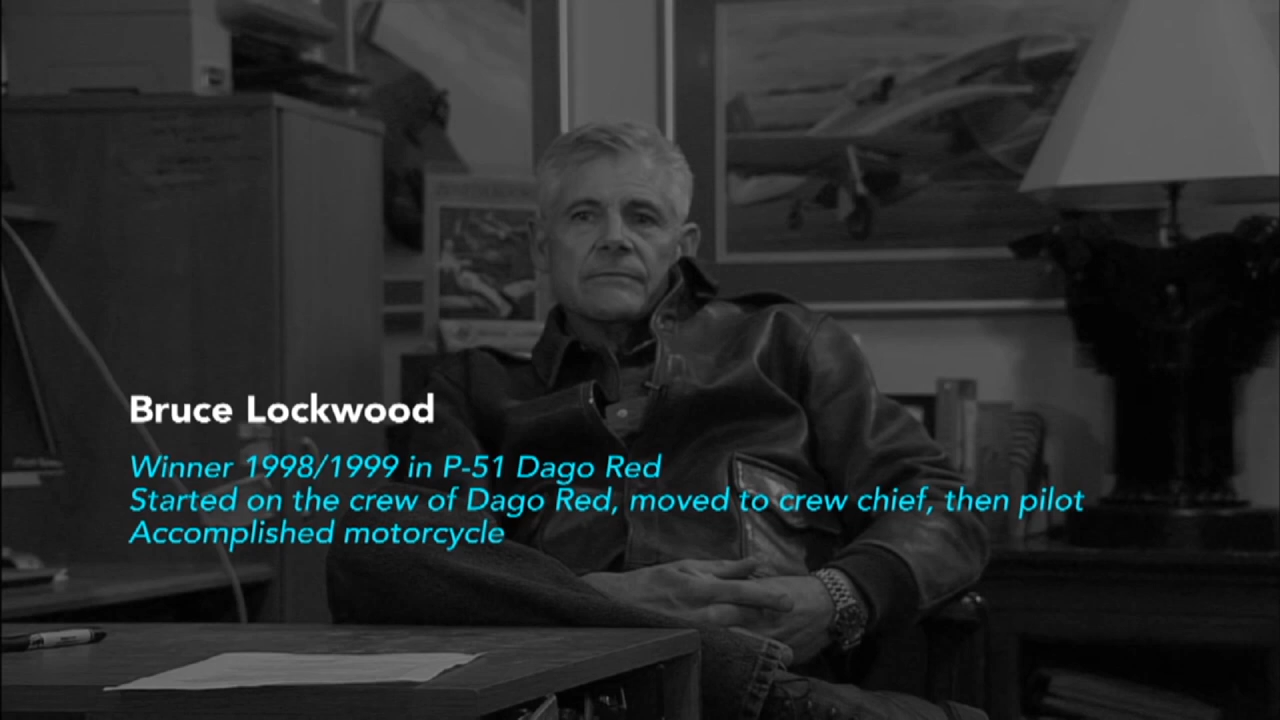 Bruce Lockwood
Winner 1998/1999 in P-51 Dago Red
Started on the crew of Dago Red, moved to crew chief, then pilot
Accomplished motorcycle